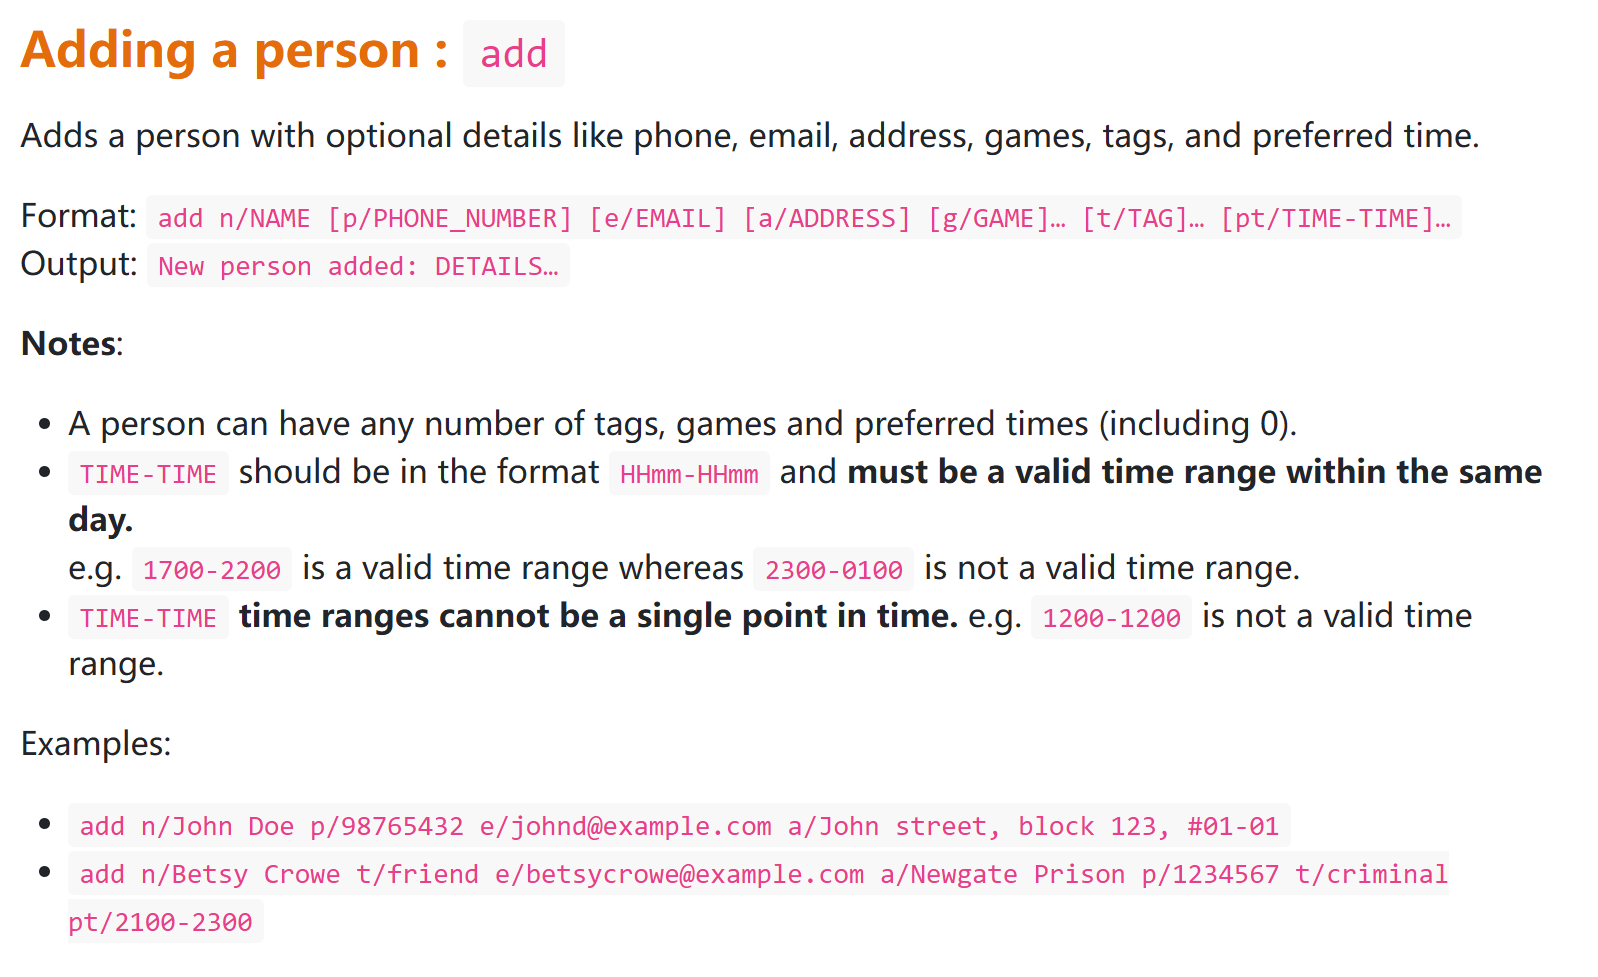 Adding a person : add
Adds a person with optional details like phone, email, address, games, tags, and preferred time.
Format: add n/NAME [p/PHONE_NUMBER] [e/EMAIL] [a/ADDRESS] [g/GAME]… [t/TAG]… [pt/TIME-TIME]…
Output: New person added: DETAILS…
Notes:
• A person can have any number of tags, games and preferred times (including 0).
• TIME-TIME should be in the format HHmm-HHmm and must be a valid time range within the same
day.
e.g. 1700-2200 is a valid time range whereas 2300-0100 is not a valid time range.
• TIME-TIME time ranges cannot be a single point in time. e.g. 1200-1200 is not a valid time
range.
Examples:
• add n/John Doe p/98765432 e/johnd@example.com a/John street, block 123, #01-01
• add n/Betsy Crowe t/friend e/betsycrowe@example.com a/Newgate Prison p/1234567 t/criminal
pt/2100-2300